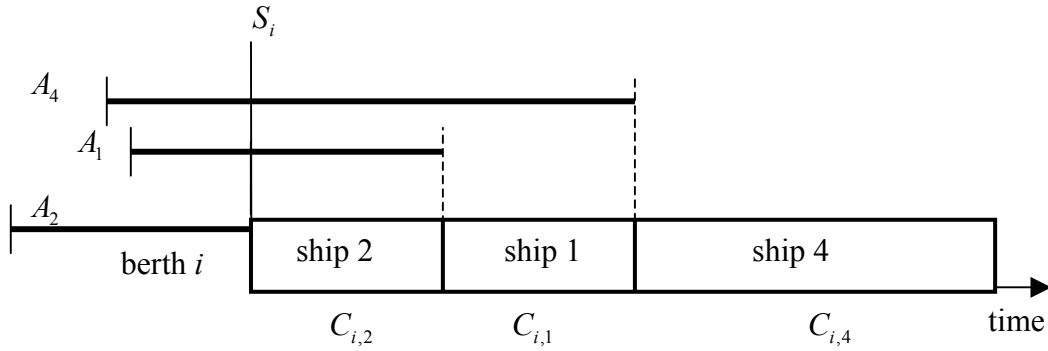 S_i
A_4
A_1
A_2
berth i
ship 2
ship 1
ship 4
C_{i,2}
C_{i,1}
C_{i,4}
time